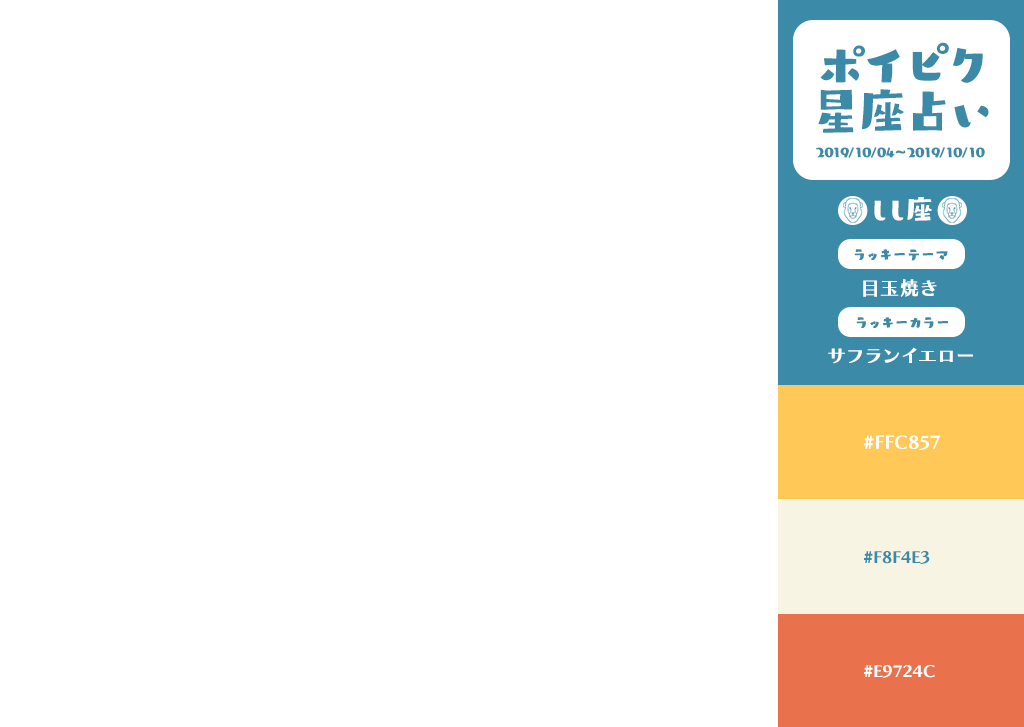 ポイピク
星座占い
2019/10/04~2019/10/10
しし座
ラッキーテーマ
目玉焼き
ラッキーカラー
サフランイエロー
#FFC857
#F8F4E3
#E9724C